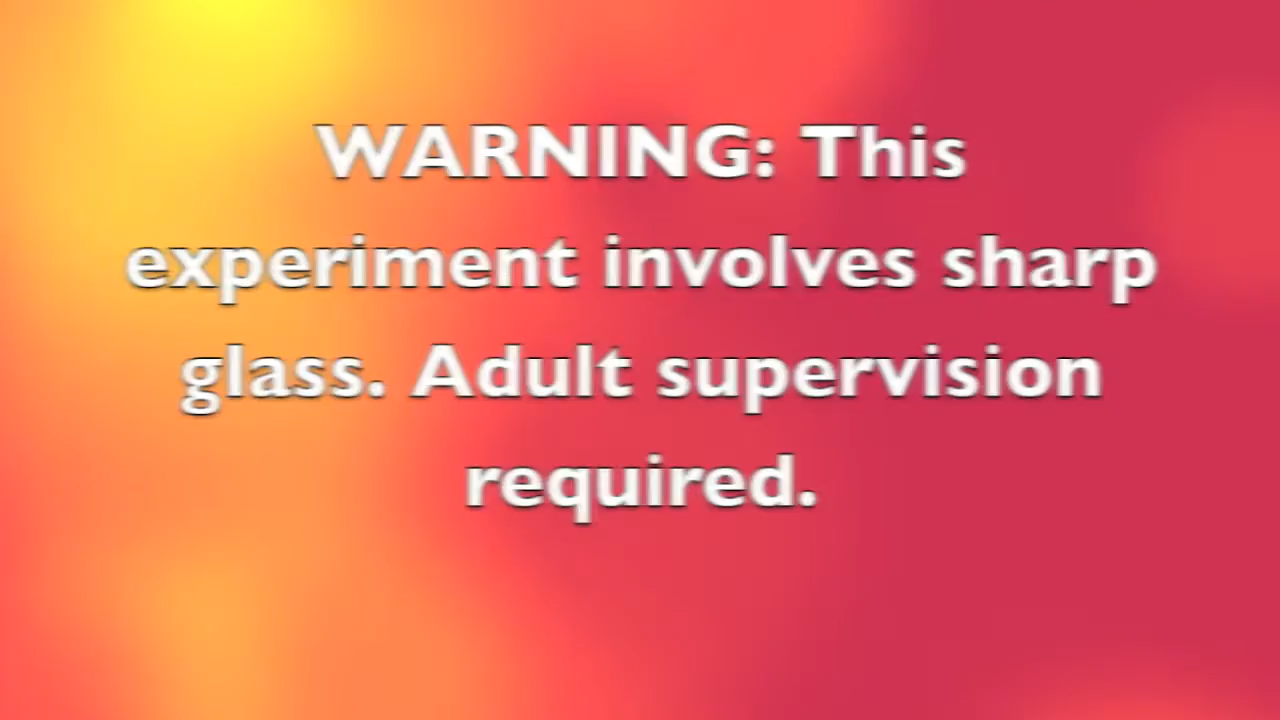 WARNING: This
experiment involves sharp
glass. Adult supervision
required.